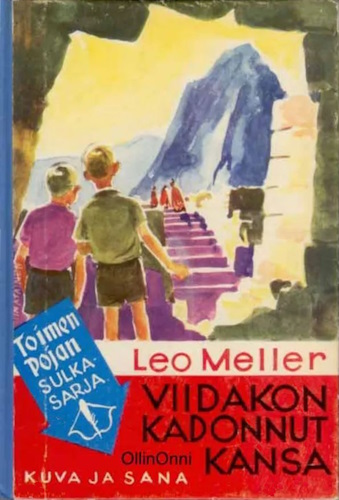 Toimen
pojan
SULKA-
SARJA
Leo Meller
VIIDAKON
KADONNUT
KANSA
OllinOnni
KUVA JA SANA